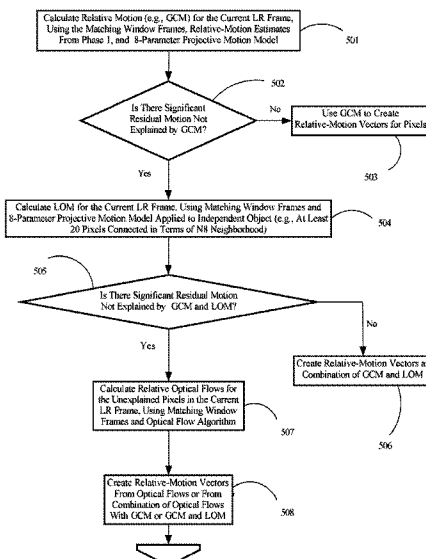 Calculate Relative Motion (e.g., GCM) for the Current LR Frame,
Using the Matching Window Frames, Relative-Motion Estimates
From Phase 1, and 8-Parameter Projective Motion Model
501
502
Is There Significant
Residual Motion Not
Explained by GCM?
No
Use GCM to Create
Relative-Motion Vectors for Pixels
503
Yes
Calculate LOM for the Current LR Frame, Using Matching Window Frames and
8-Parameter Projective Motion Model Applied to Independent Object (e.g., At Least
20 Pixels Connected in Terms of N8 Neighborhood)
504
505
Is There Significant Residual Motion
Not Explained by GCM and LOM?
No
Yes
Create Relative-Motion Vectors as
Combination of GCM and LOM
506
Calculate Relative Optical Flows for
the Unexplained Pixels in the Current
LR Frame, Using Matching Window
Frames and Optical Flow Algorithm
507
Create Relative-Motion Vectors
From Optical Flows or From
Combination of Optical Flows
With GCM or GCM and LOM
508